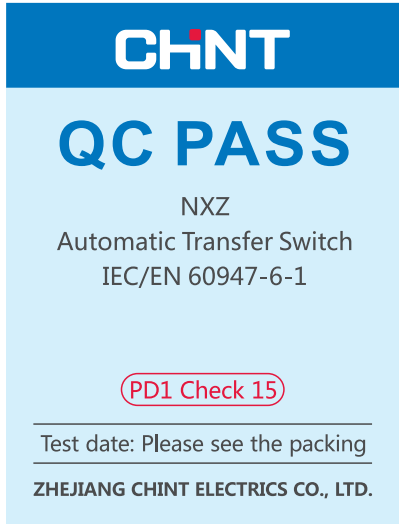 CHNT
QC PASS
NXZ
Automatic Transfer Switch
IEC/EN 60947-6-1
PD1 Check 15
Test date: Please see the packing
ZHEJIANG CHINT ELECTRICS CO., LTD.